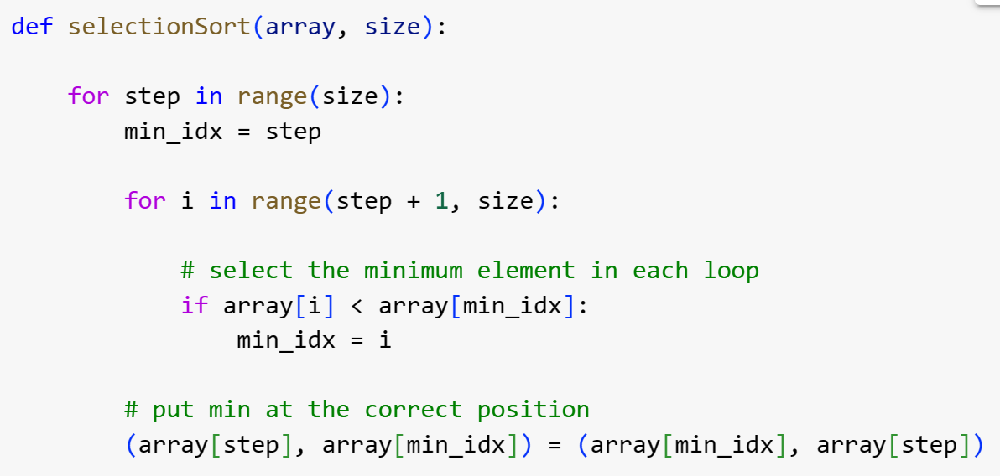 def selectionSort(array, size):
    for step in range(size):
        min_idx = step
        for i in range(step + 1, size):
            # select the minimum element in each loop
            if array[i] < array[min_idx]:
                min_idx = i
        # put min at the correct position
        (array[step], array[min_idx]) = (array[min_idx], array[step])